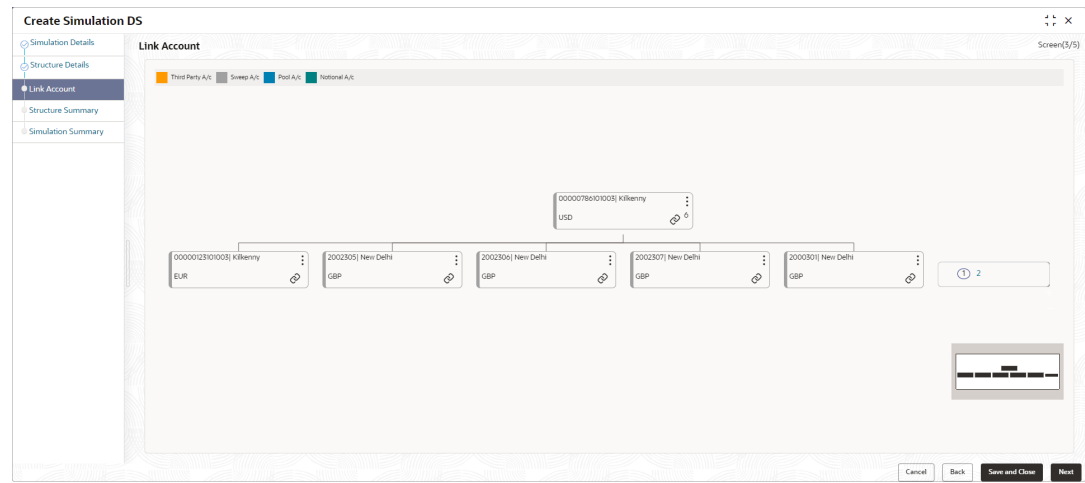 Create Simulation DS
Simulation Details
Structure Details
Link Account
Structure Summary
Simulation Summary
Link Account
Screen(3/5)
Third Party A/c Sweep A/c Pool A/c Notional A/c
00000786101003| Kilkenny
USD
6
00000123101003| Kilkenny
EUR
2002305| New Delhi
GBP
2002306| New Delhi
GBP
2002307| New Delhi
GBP
2000301| New Delhi
GBP
1 2
Cancel Back Save and Close Next